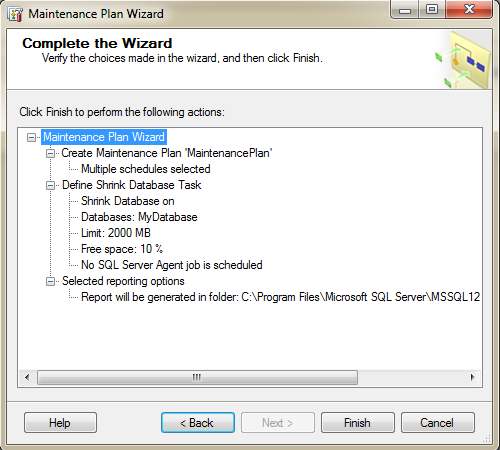 Maintenance Plan Wizard
Complete the Wizard
Verify the choices made in the wizard, and then click Finish.
Click Finish to perform the following actions:
Maintenance Plan Wizard
Create Maintenance Plan 'MaintenancePlan'
Multiple schedules selected
Define Shrink Database Task
Shrink Database on
Databases: MyDatabase
Limit: 2000 MB
Free space: 10 %
No SQL Server Agent job is scheduled
Selected reporting options
Report will be generated in folder: C:\Program Files\Microsoft SQL Server\MSSQL12
Help < Back Next > Finish Cancel